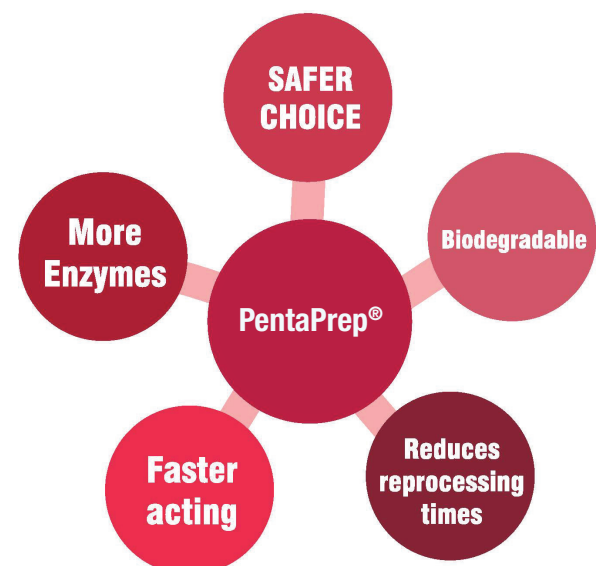 SAFER
CHOICE
More
Enzymes
Biodegradable
PentaPrep®
Faster
acting
Reduces
reprocessing
times